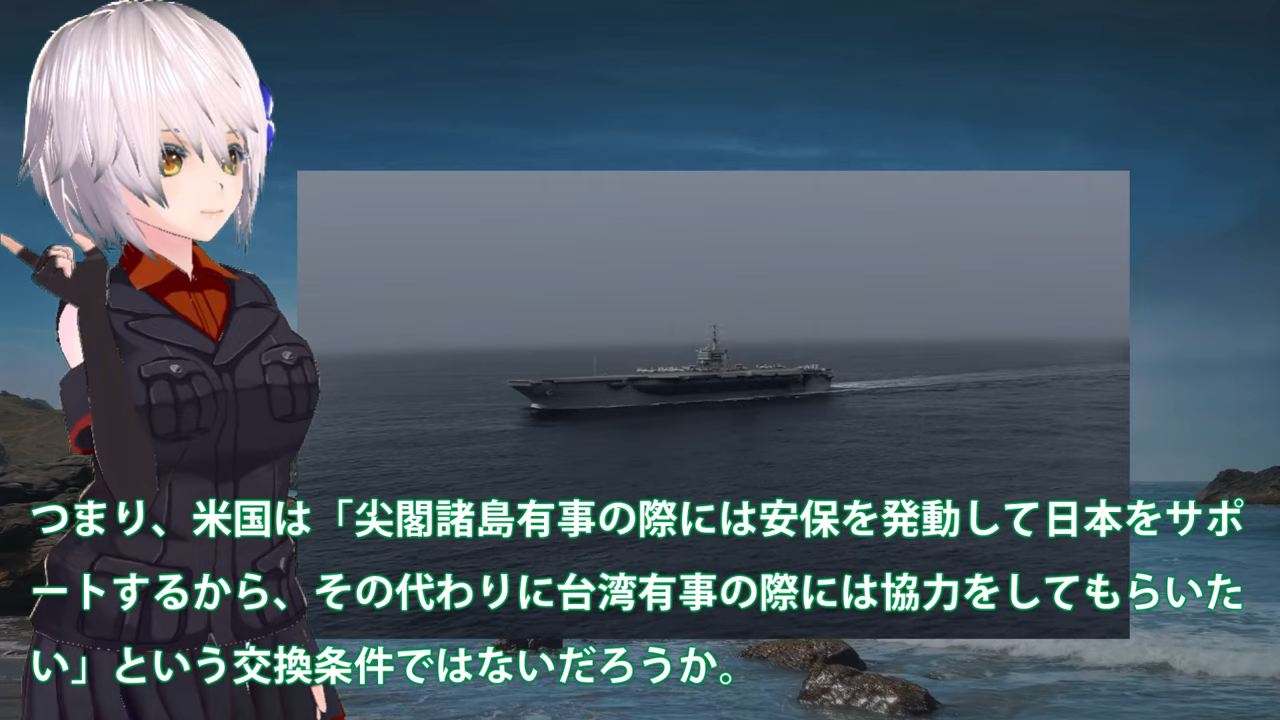 つまり、米国は「尖閣諸島有事の際には安保を発動して日本をサポ
ートするから、その代わりに台湾有事の際には協力をしてもらいた
い」という交換条件ではないだろうか。